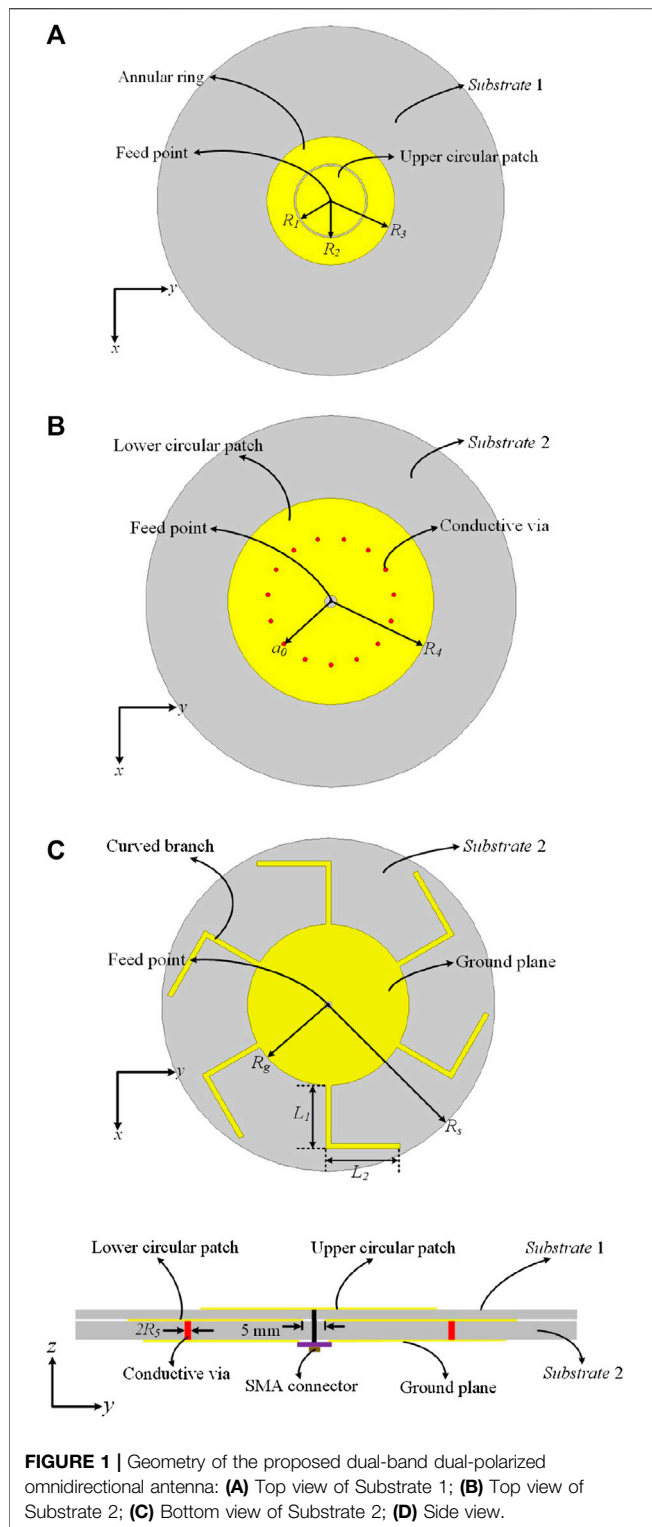 A
Annular ring
Substrate 1
Feed point
Upper circular patch
R1
R2
R3
y
x
B
Lower circular patch
Substrate 2
Feed point
Conductive via
a0
R4
y
x
C
Curved branch
Substrate 2
Feed point
Ground plane
Rg
y
x
L1
Rs
L2
Lower circular patch
Upper circular patch
Substrate 1
2R5
5 mm
z
Conductive via
SMA connector
Ground plane
Substrate 2
y
FIGURE 1 | Geometry of the proposed dual-band dual-polarized
omnidirectional antenna: (A) Top view of Substrate 1; (B) Top view of
Substrate 2; (C) Bottom view of Substrate 2; (D) Side view.